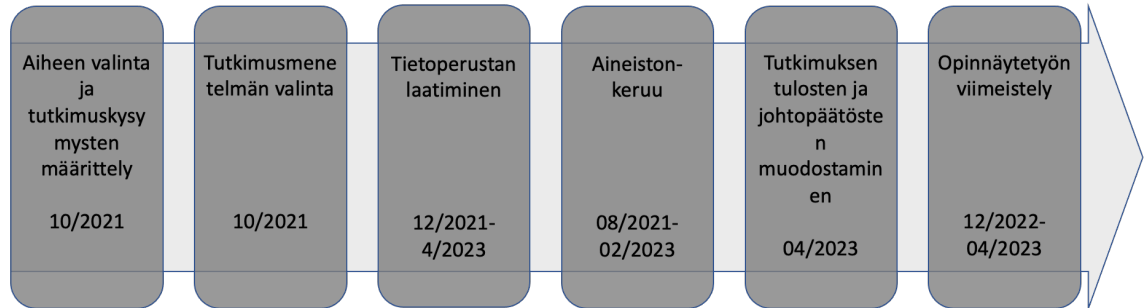 Aiheen valinta
ja
tutkimuskysy
mysten
määrittely
10/2021
Tutkimusmene
telmän valinta
10/2021
Tietoperustan
laatiminen
12/2021-
4/2023
Aineiston-
keruu
08/2021-
02/2023
Tutkimuksen
tulosten ja
johtopäätöste
n
muodostamin
en
04/2023
Opinnäytetyön
viimeistely
12/2022-
04/2023